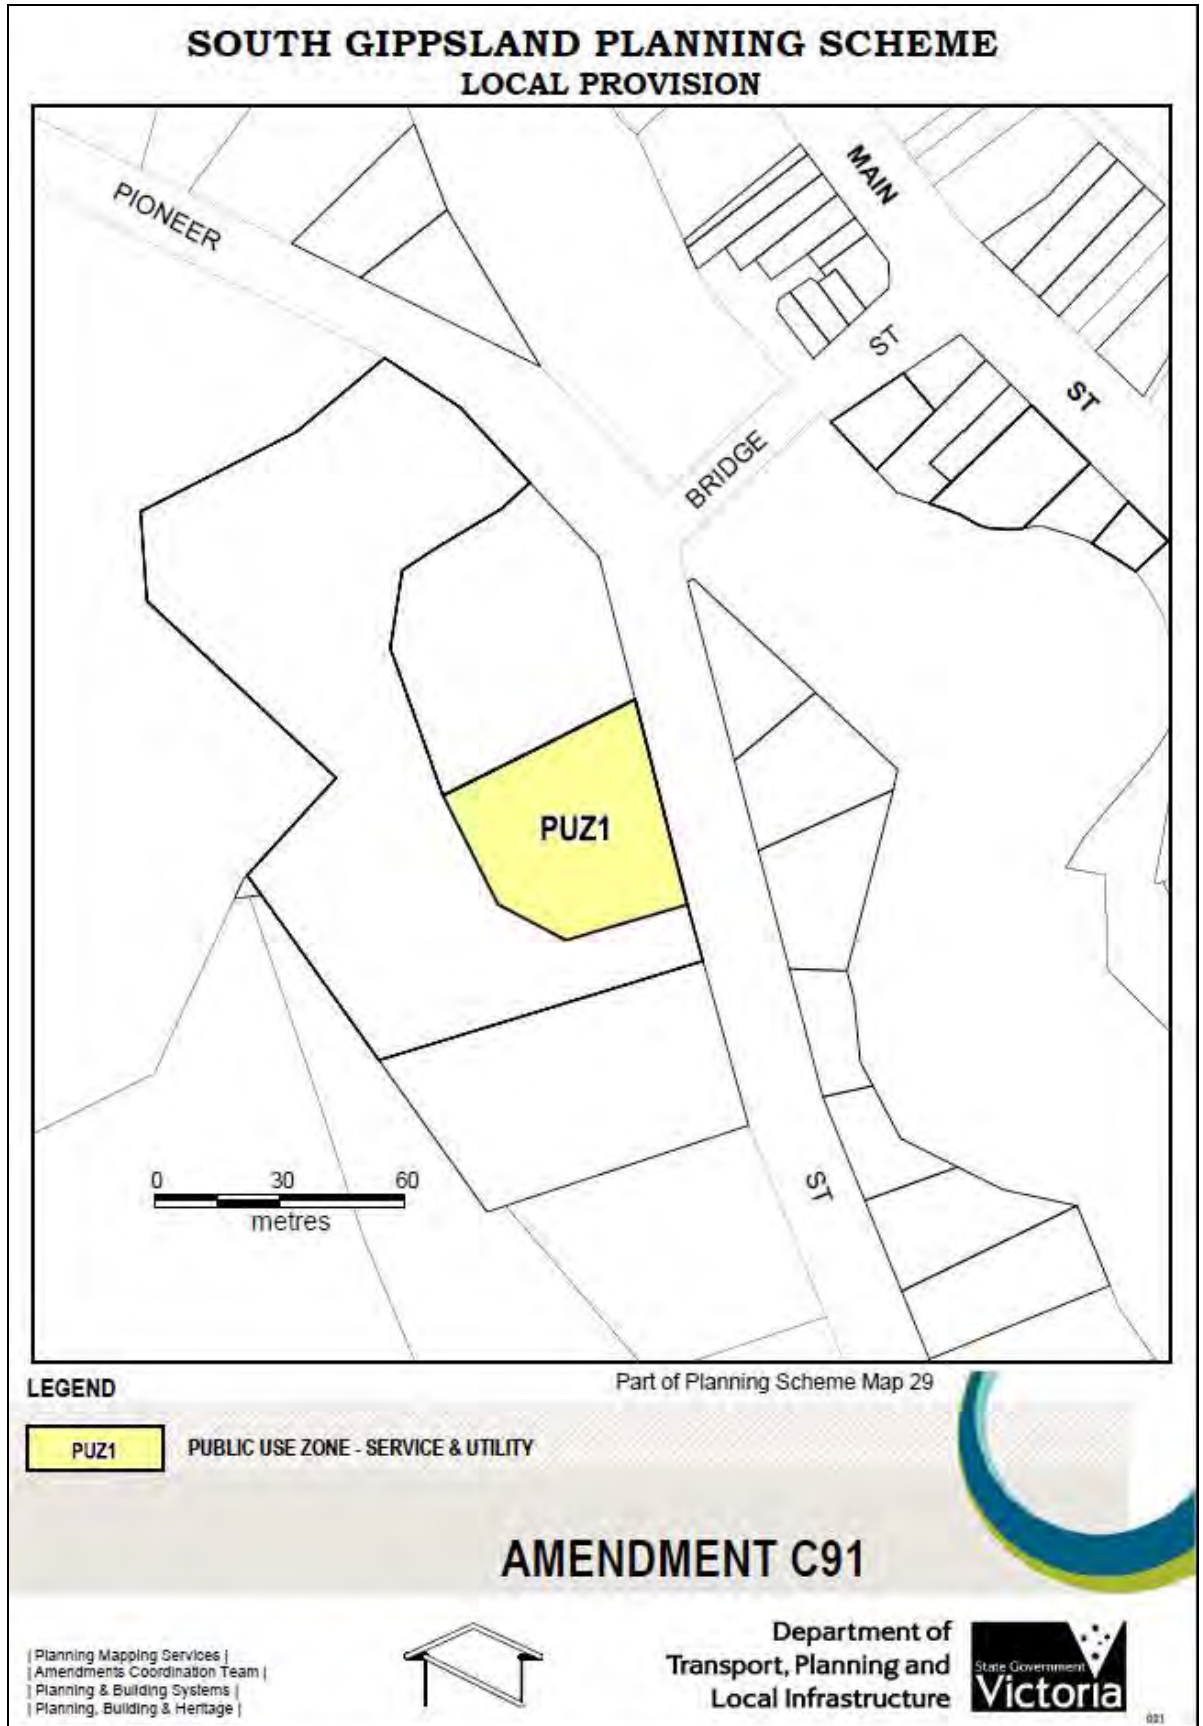 SOUTH GIPPSLAND PLANNING SCHEME
LOCAL PROVISION
PIONEER
MAIN
ST
ST
BRIDGE
PUZ1
ST
0 30 60
metres
LEGEND
Part of Planning Scheme Map 29
PUZ1 PUBLIC USE ZONE - SERVICE & UTILITY
AMENDMENT C91
| Planning Mapping Services |
| Amendments Coordination Team |
| Planning & Building Systems |
| Planning, Building & Heritage |
Department of
Transport, Planning and
Local Infrastructure
State Government
Victoria
001